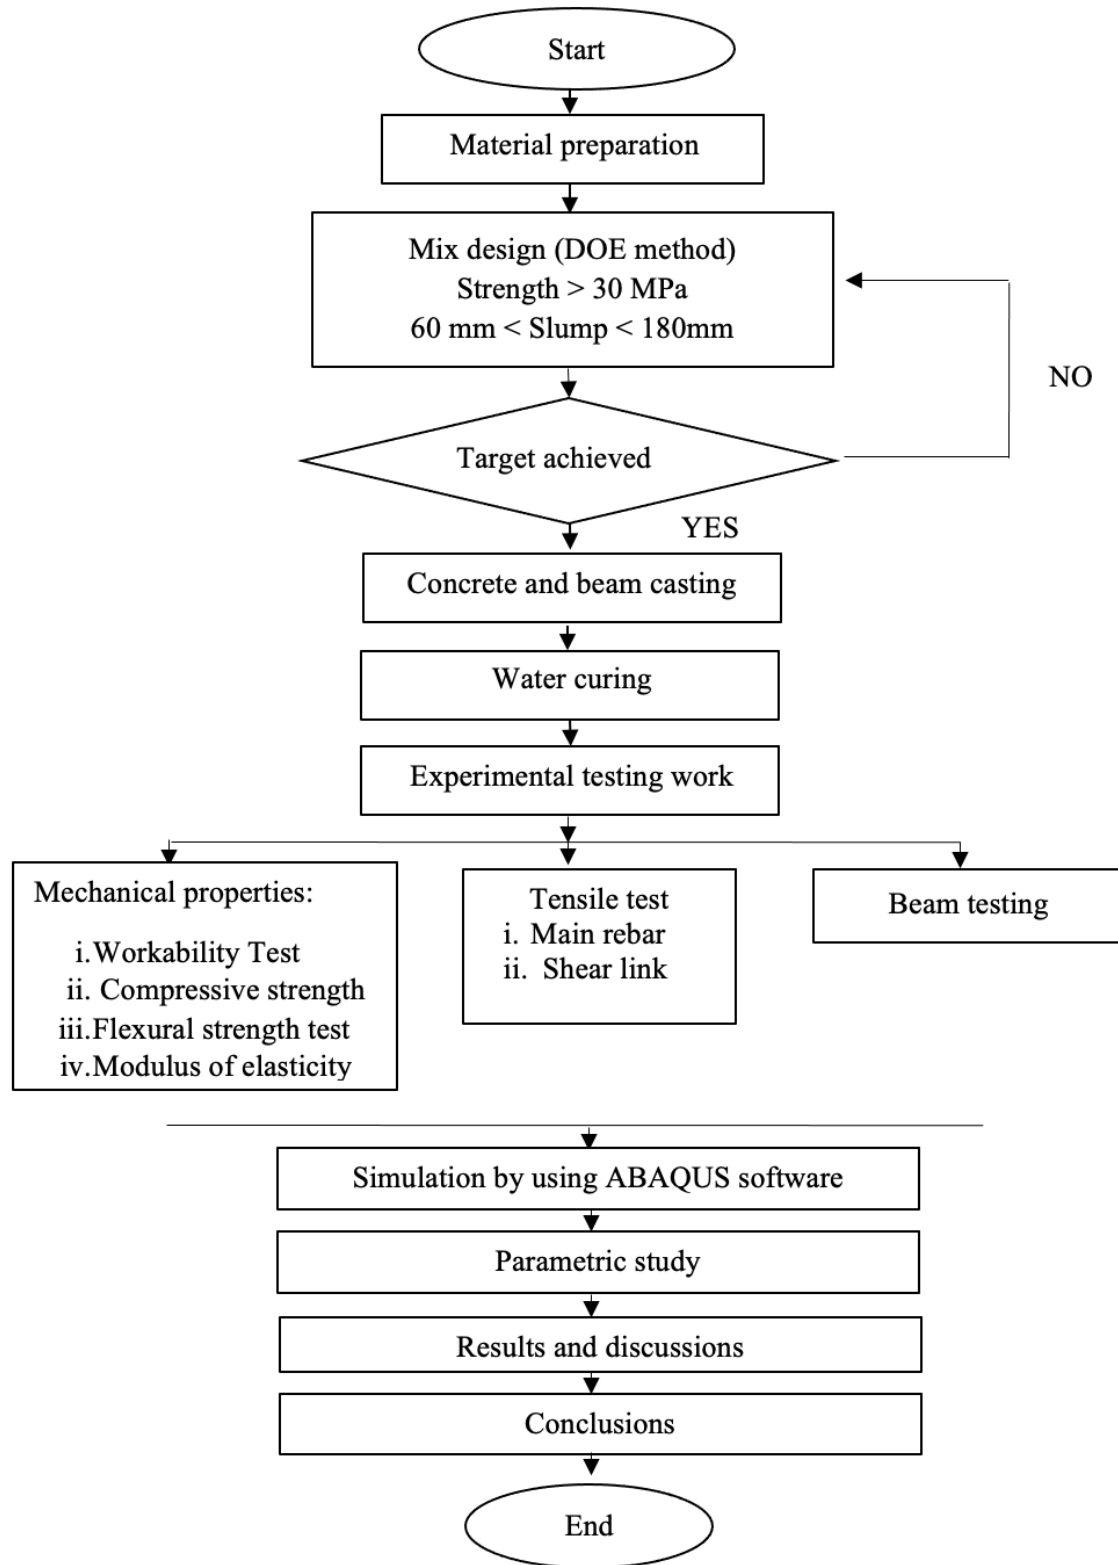 Start
Material preparation
Mix design (DOE method)
Strength > 30 MPa
60 mm < Slump < 180mm
NO
Target achieved
YES
Concrete and beam casting
Water curing
Experimental testing work
Mechanical properties:
i.Workability Test
ii. Compressive strength
iii.Flexural strength test
iv.Modulus of elasticity
Tensile test
i. Main rebar
ii. Shear link
Beam testing
Simulation by using ABAQUS software
Parametric study
Results and discussions
Conclusions
End